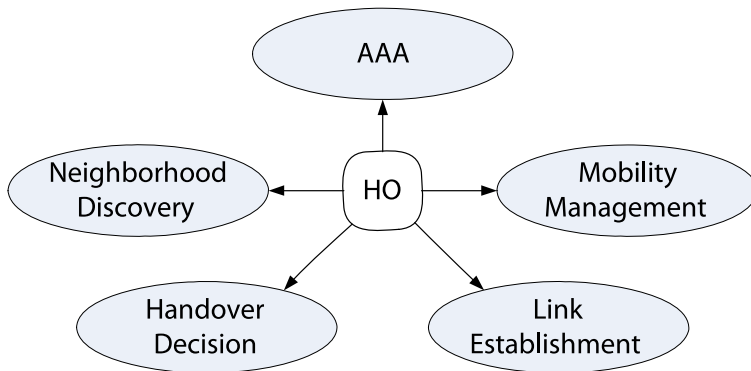 AAA
Neighborhood
Discovery
HO
Mobility
Management
Handover
Decision
Link
Establishment